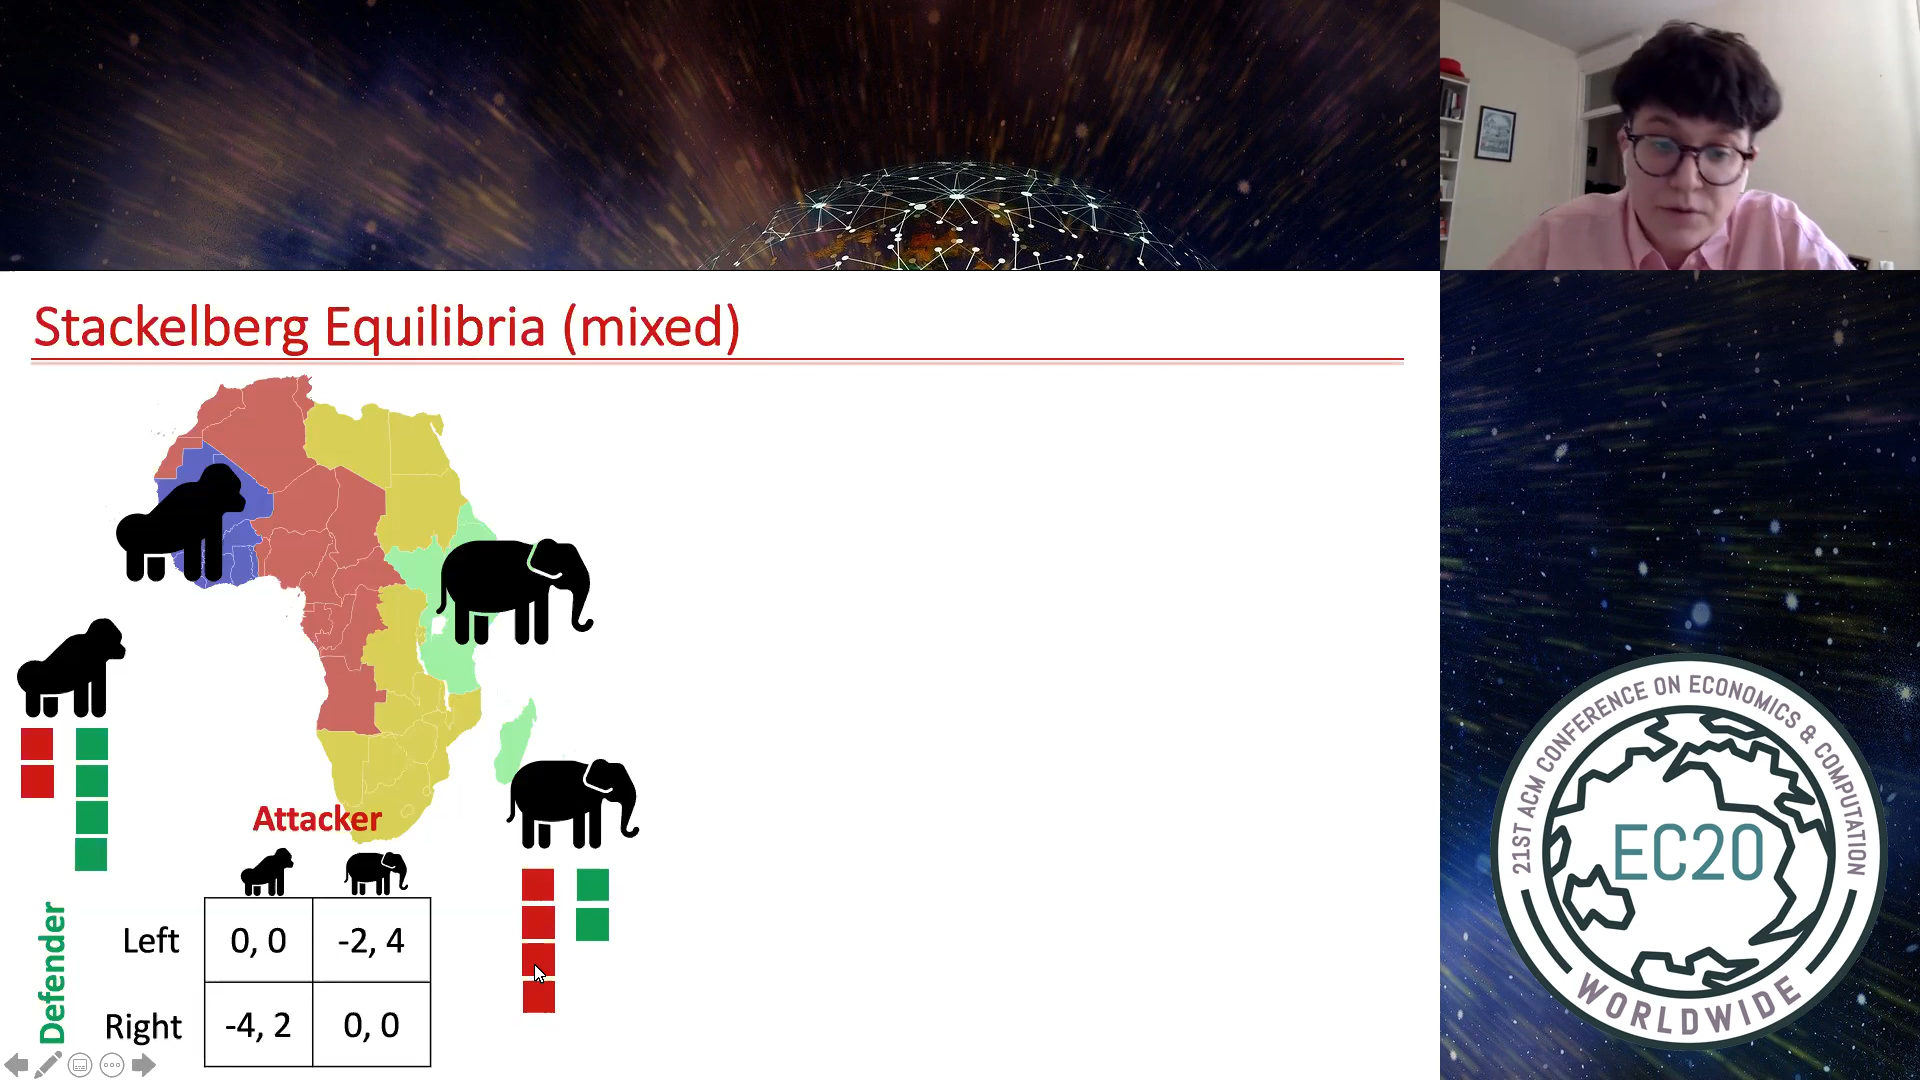 Stackelberg Equilibria (mixed)
Attacker
Defender
Left
0, 0
-2, 4
Right
-4, 2
0, 0
21ST ACM CONFERENCE ON ECONOMICS & COMPUTATION
EC20
WORLDWIDE